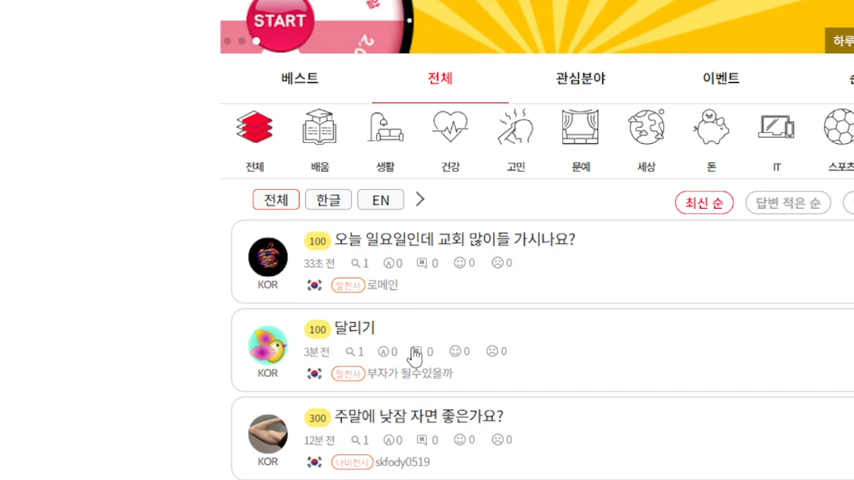 START
하루
베스트 전체 관심분야 이벤트
전체 배움 생활 건강 고민 문예 세상 돈 IT 스포츠
전체 한글 EN 최신 순 답변 적은 순
100 오늘 일요일인데 교회 많이들 가시나요?
33초 전 1 0 0 0 0
KOR 로메인
100 달리기
3분 전 1 0 0 0 0
KOR 부자가 될수있을까
300 주말에 낮잠 자면 좋은가요?
12분 전 1 0 0 0 0
KOR 나비천사 skfody0519